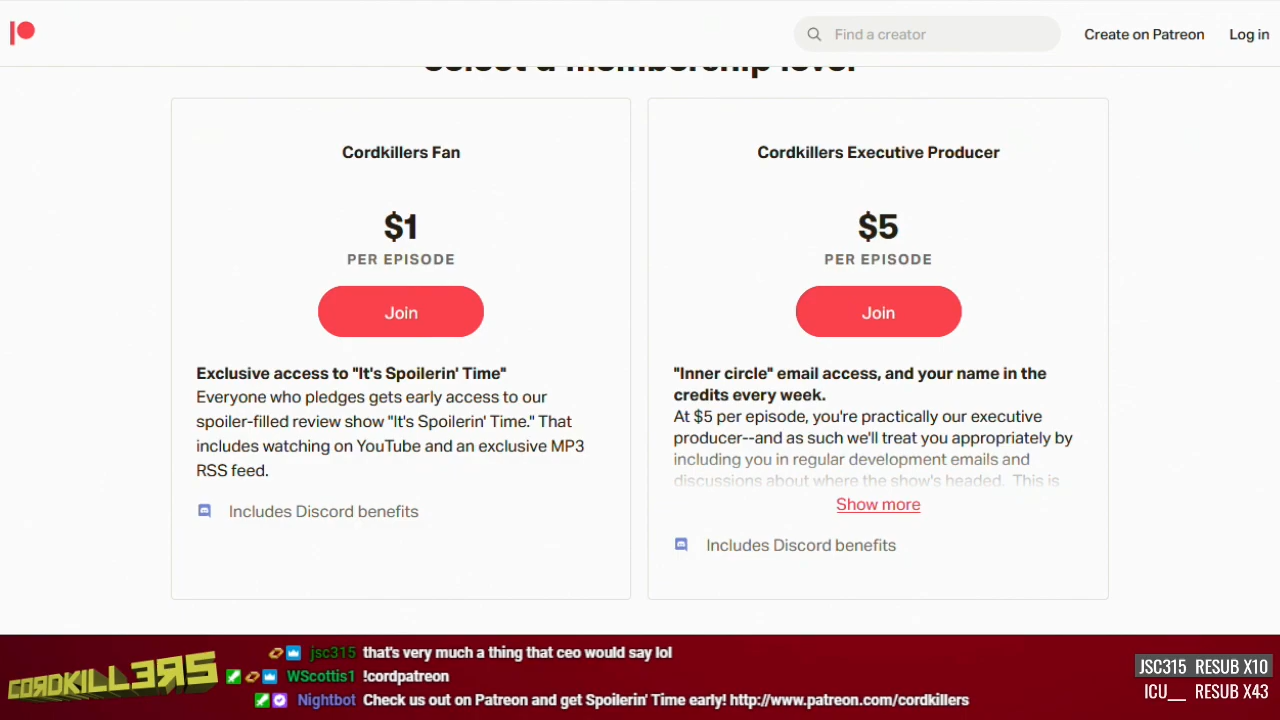 Find a creator
Create on Patreon
Log in
Select a membership level
Cordkillers Fan
$1
PER EPISODE
Join
Exclusive access to "It's Spoilerin' Time"
Everyone who pledges gets early access to our
spoiler-filled review show "It's Spoilerin' Time." That
includes watching on YouTube and an exclusive MP3
RSS feed.
Includes Discord benefits
Cordkillers Executive Producer
$5
PER EPISODE
Join
"Inner circle" email access, and your name in the
credits every week.
At $5 per episode, you're practically our executive
producer--and as such we'll treat you appropriately by
including you in regular development emails and
discussions about where the show's headed. This is
Show more
Includes Discord benefits
CORDKILLERS
jsc315 that's very much a thing that ceo would say lol
WScottis1 !cordpatreon
Nightbot Check us out on Patreon and get Spoilerin' Time early! http://www.patreon.com/cordkillers
JSC315 RESUB X10
ICU__ RESUB X43